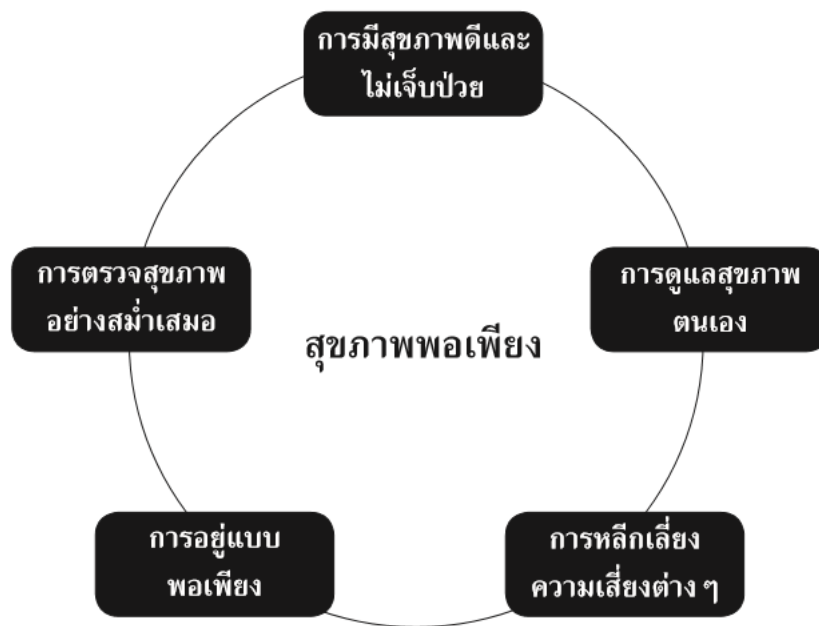 การมีสุขภาพดีและ
ไม่เจ็บป่วย
การตรวจสุขภาพ
อย่างสม่ำเสมอ
การดูแลสุขภาพ
ตนเอง
สุขภาพพอเพียง
การอยู่แบบ
พอเพียง
การหลีกเลี่ยง
ความเสี่ยงต่าง ๆ